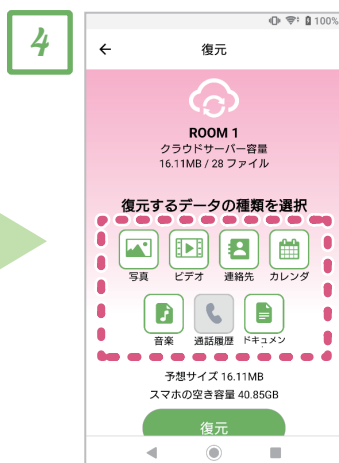 4
100%
復元
ROOM 1
クラウドサーバー容量
16.11MB / 28 ファイル
復元するデータの種類を選択
写真 ビデオ 連絡先 カレンダ
音楽 通話履歴 ドキュメン
予想サイズ 16.11MB
スマホの空き容量 40.85GB
復元